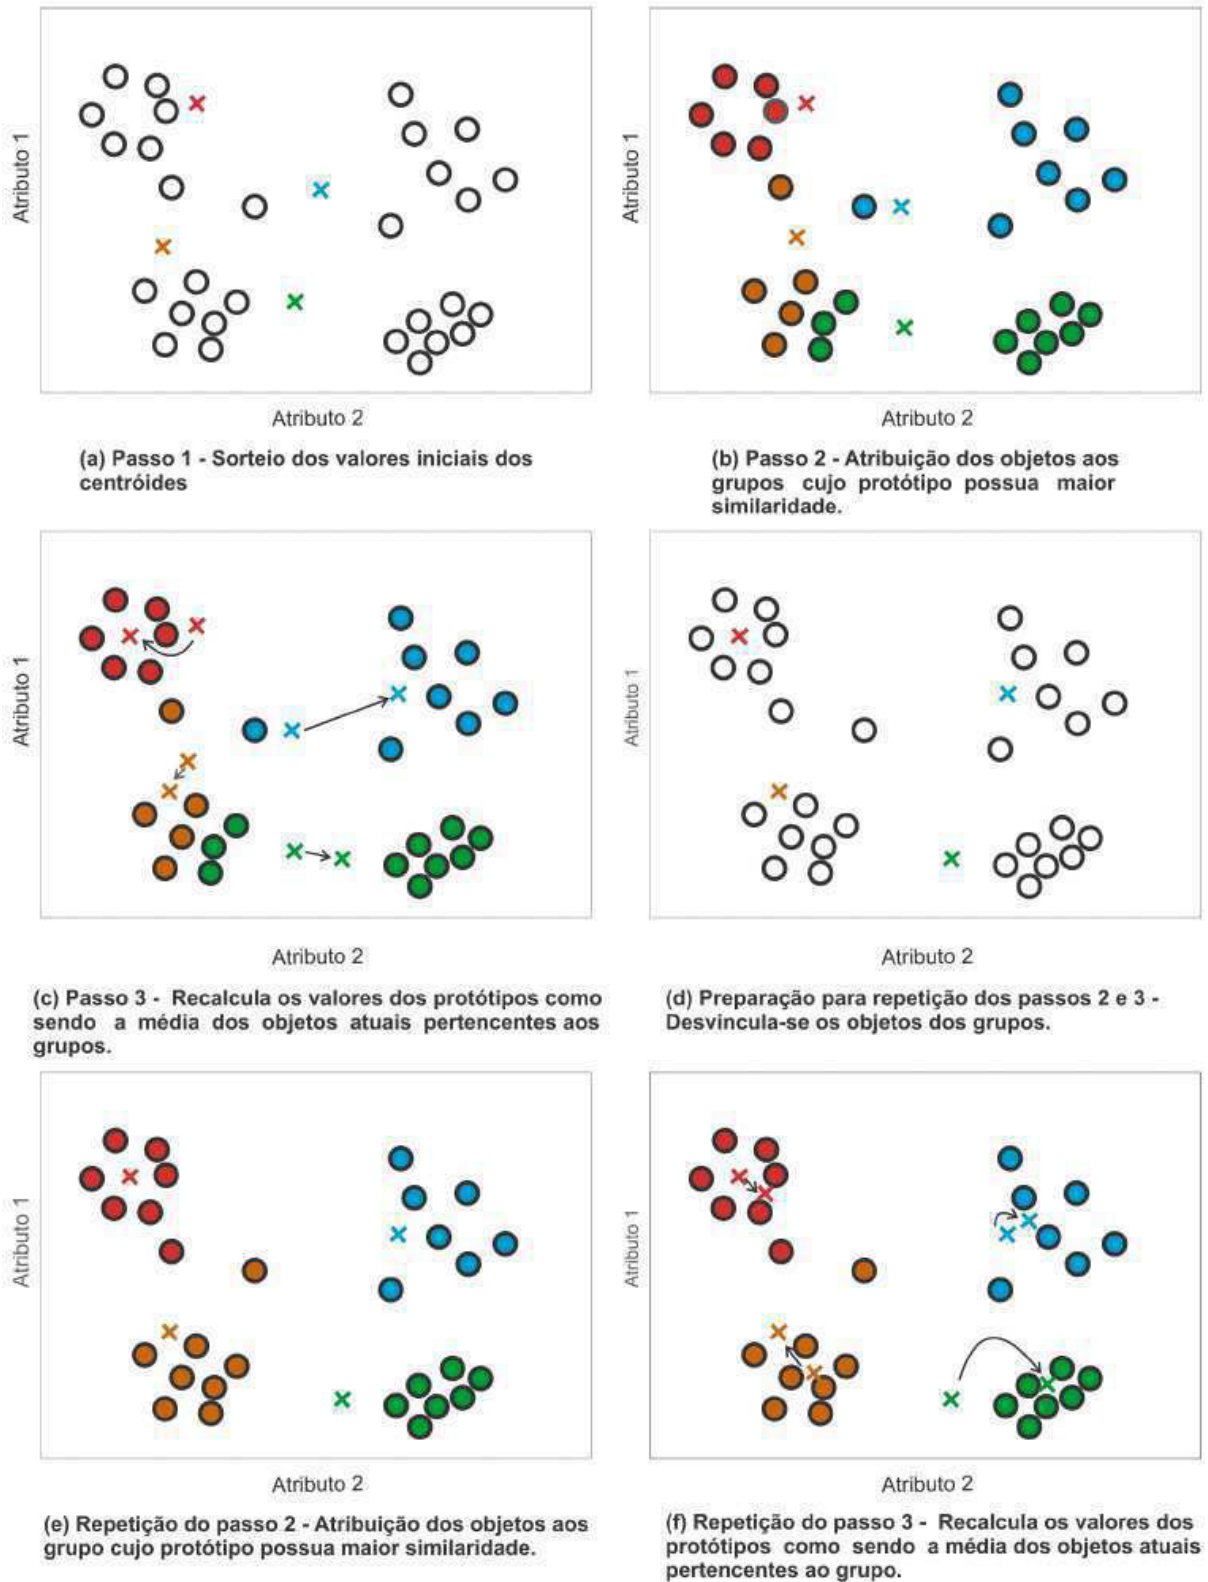 Atributo 1
Atributo 2
(a) Passo 1 - Sorteio dos valores iniciais dos
centróides
Atributo 1
Atributo 2
(b) Passo 2 - Atribuição dos objetos aos
grupos cujo protótipo possua maior
similaridade.
Atributo 1
Atributo 2
(c) Passo 3 - Recalcula os valores dos protótipos como
sendo a média dos objetos atuais pertencentes aos
grupos.
Atributo 1
Atributo 2
(d) Preparação para repetição dos passos 2 e 3 -
Desvincula-se os objetos dos grupos.
Atributo 1
Atributo 2
(e) Repetição do passo 2 - Atribuição dos objetos aos
grupo cujo protótipo possua maior similaridade.
Atributo 1
Atributo 2
(f) Repetição do passo 3 - Recalcula os valores dos
protótipos como sendo a média dos objetos atuais
pertencentes ao grupo.